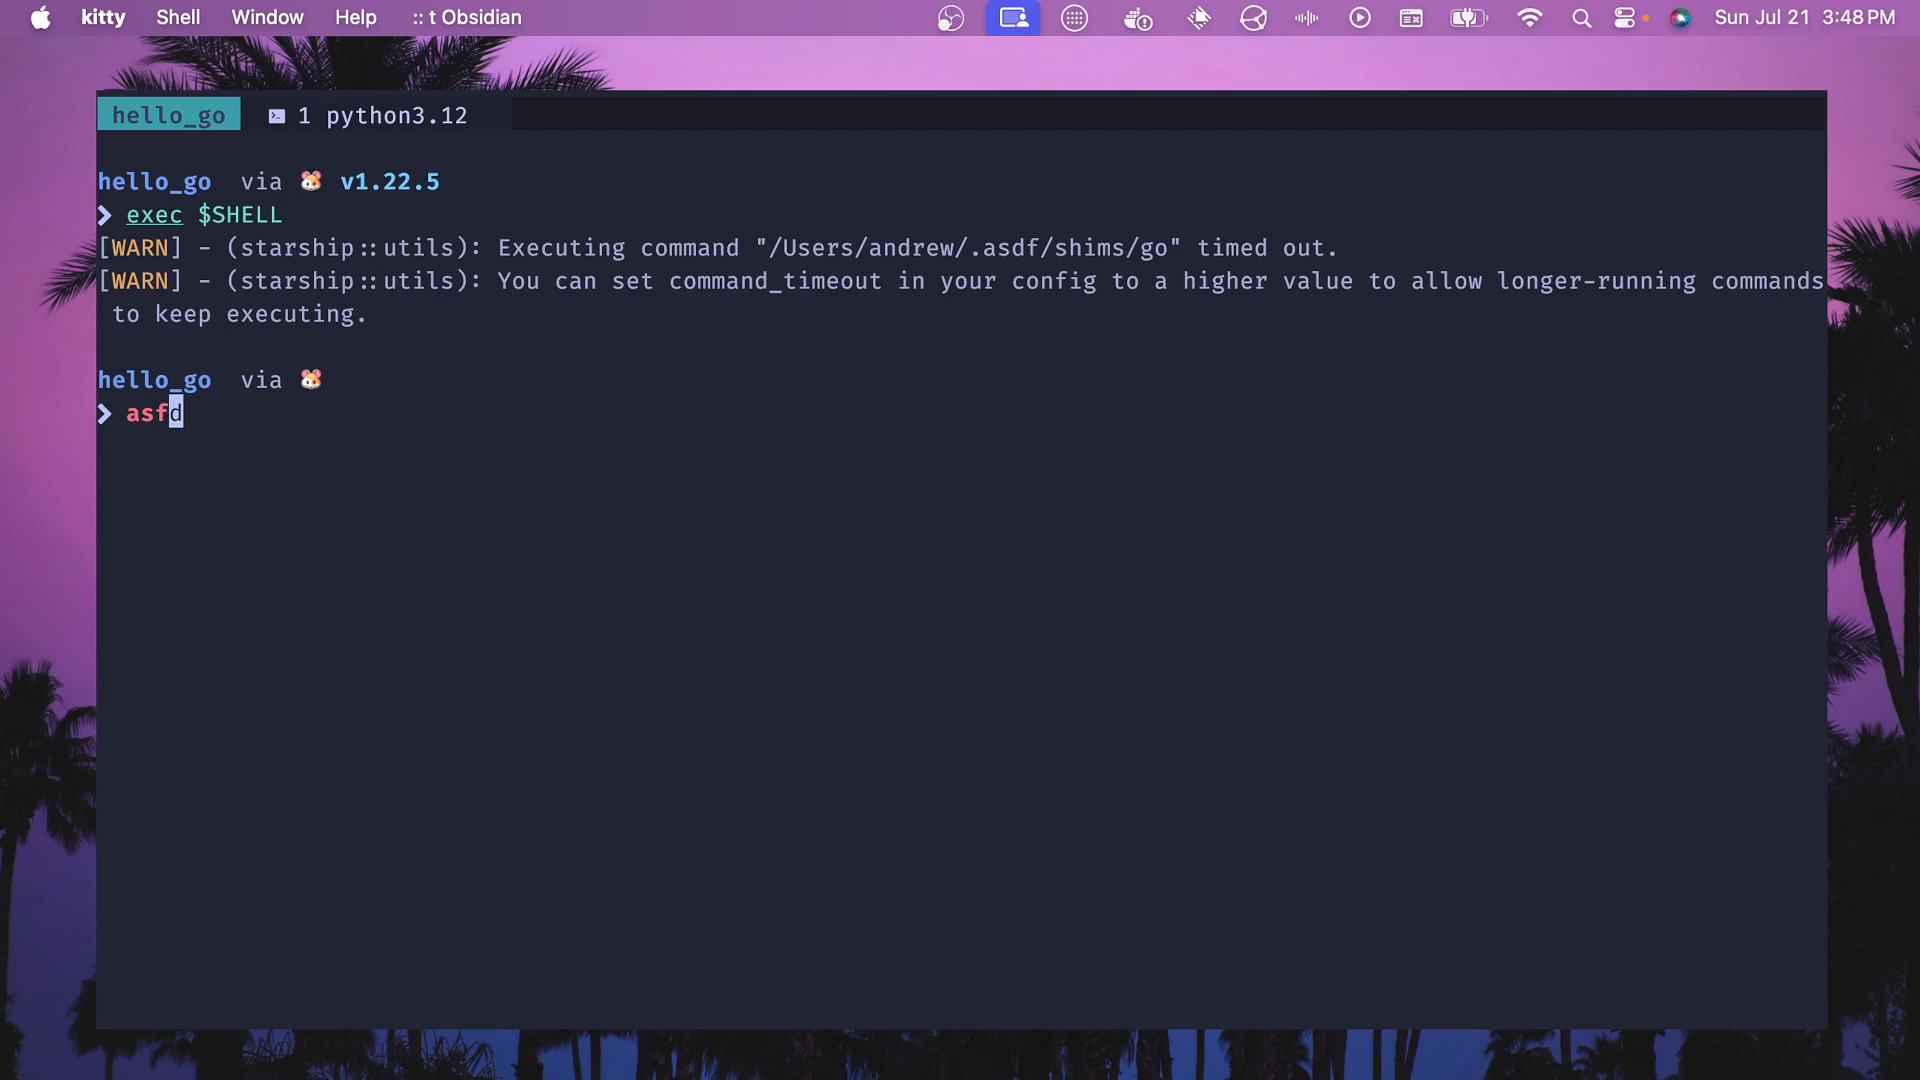 kitty Shell Window Help :: t Obsidian Sun Jul 21 3:48 PM
hello_go 1 python3.12
hello_go via v1.22.5
❯ exec $SHELL
[WARN] - (starship::utils): Executing command "/Users/andrew/.asdf/shims/go" timed out.
[WARN] - (starship::utils): You can set command_timeout in your config to a higher value to allow longer-running commands
to keep executing.
hello_go via
❯ asfd